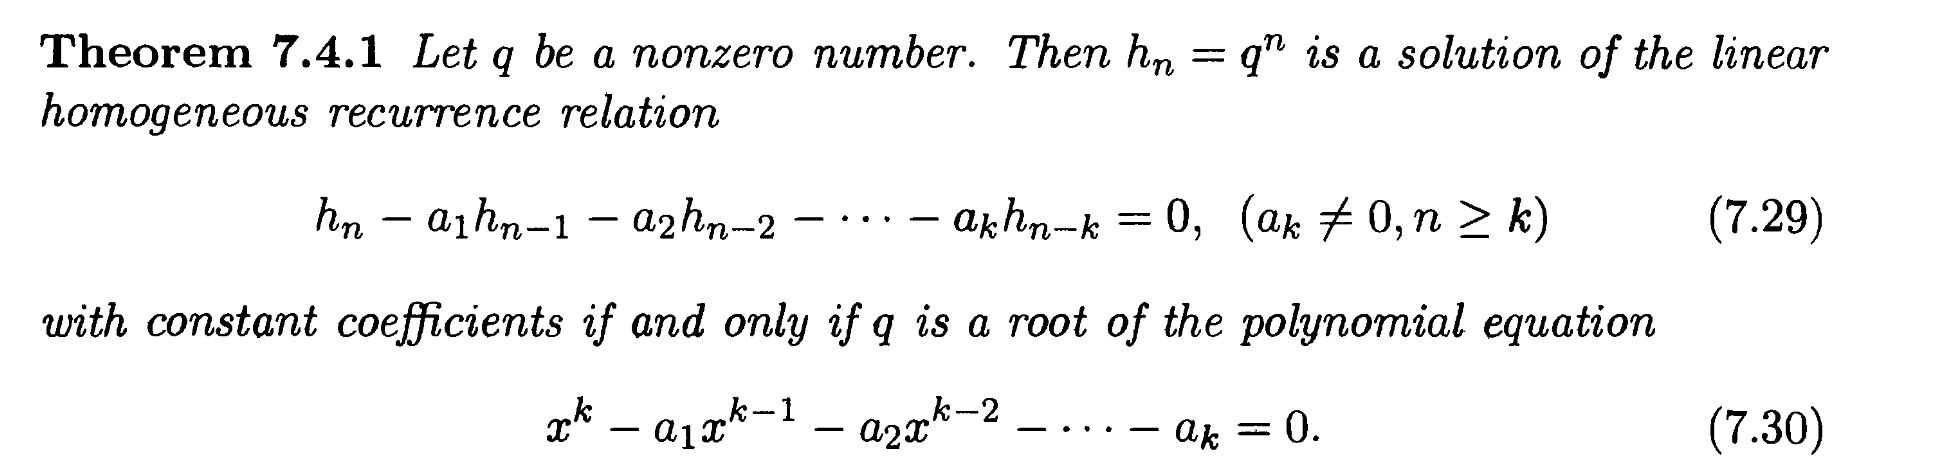 Theorem 7.4.1 Let q be a nonzero number. Then hₙ = qⁿ is a solution of the linear
homogeneous recurrence relation
hₙ − a₁hₙ₋₁ − a₂hₙ₋₂ − ··· − aₖhₙ₋ₖ = 0, (aₖ ≠ 0, n ≥ k) (7.29)
with constant coefficients if and only if q is a root of the polynomial equation
xᵏ − a₁xᵏ⁻¹ − a₂xᵏ⁻² − ··· − aₖ = 0. (7.30)